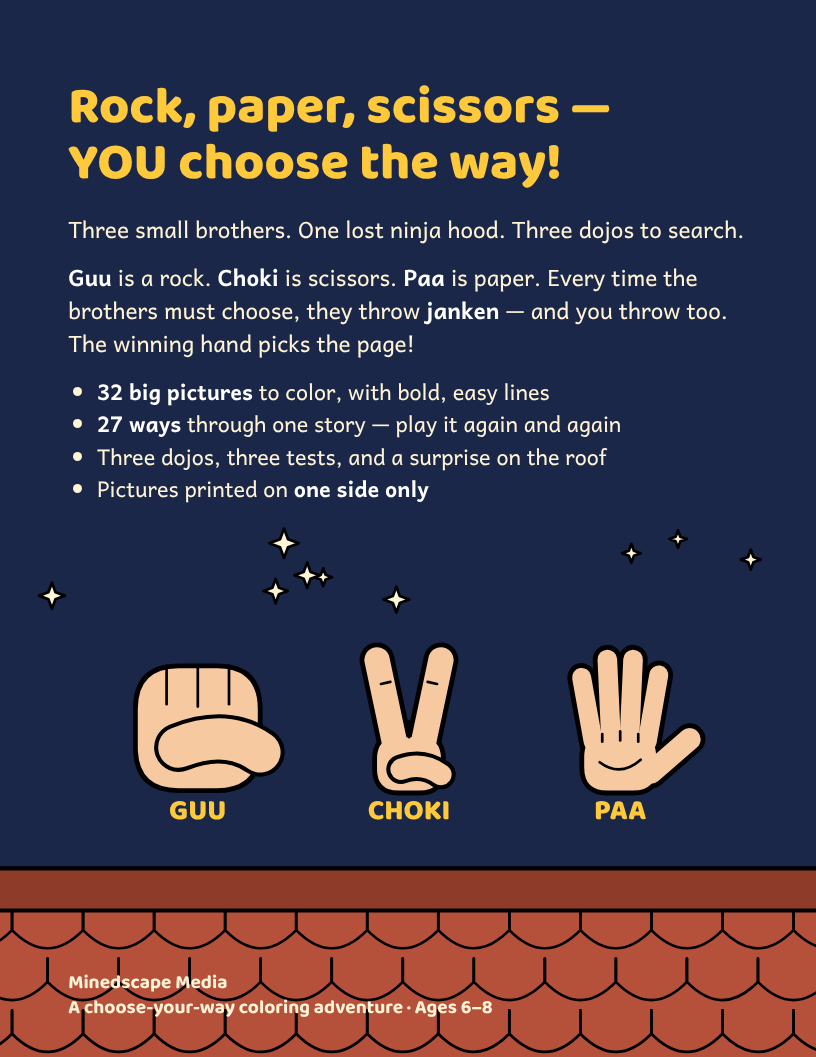 Rock, paper, scissors —
YOU choose the way!
Three small brothers. One lost ninja hood. Three dojos to search.
Guu is a rock. Choki is scissors. Paa is paper. Every time the
brothers must choose, they throw janken — and you throw too.
The winning hand picks the page!
• 32 big pictures to color, with bold, easy lines
• 27 ways through one story — play it again and again
• Three dojos, three tests, and a surprise on the roof
• Pictures printed on one side only
GUU CHOKI PAA
Minedscape Media
A choose-your-way coloring adventure · Ages 6–8